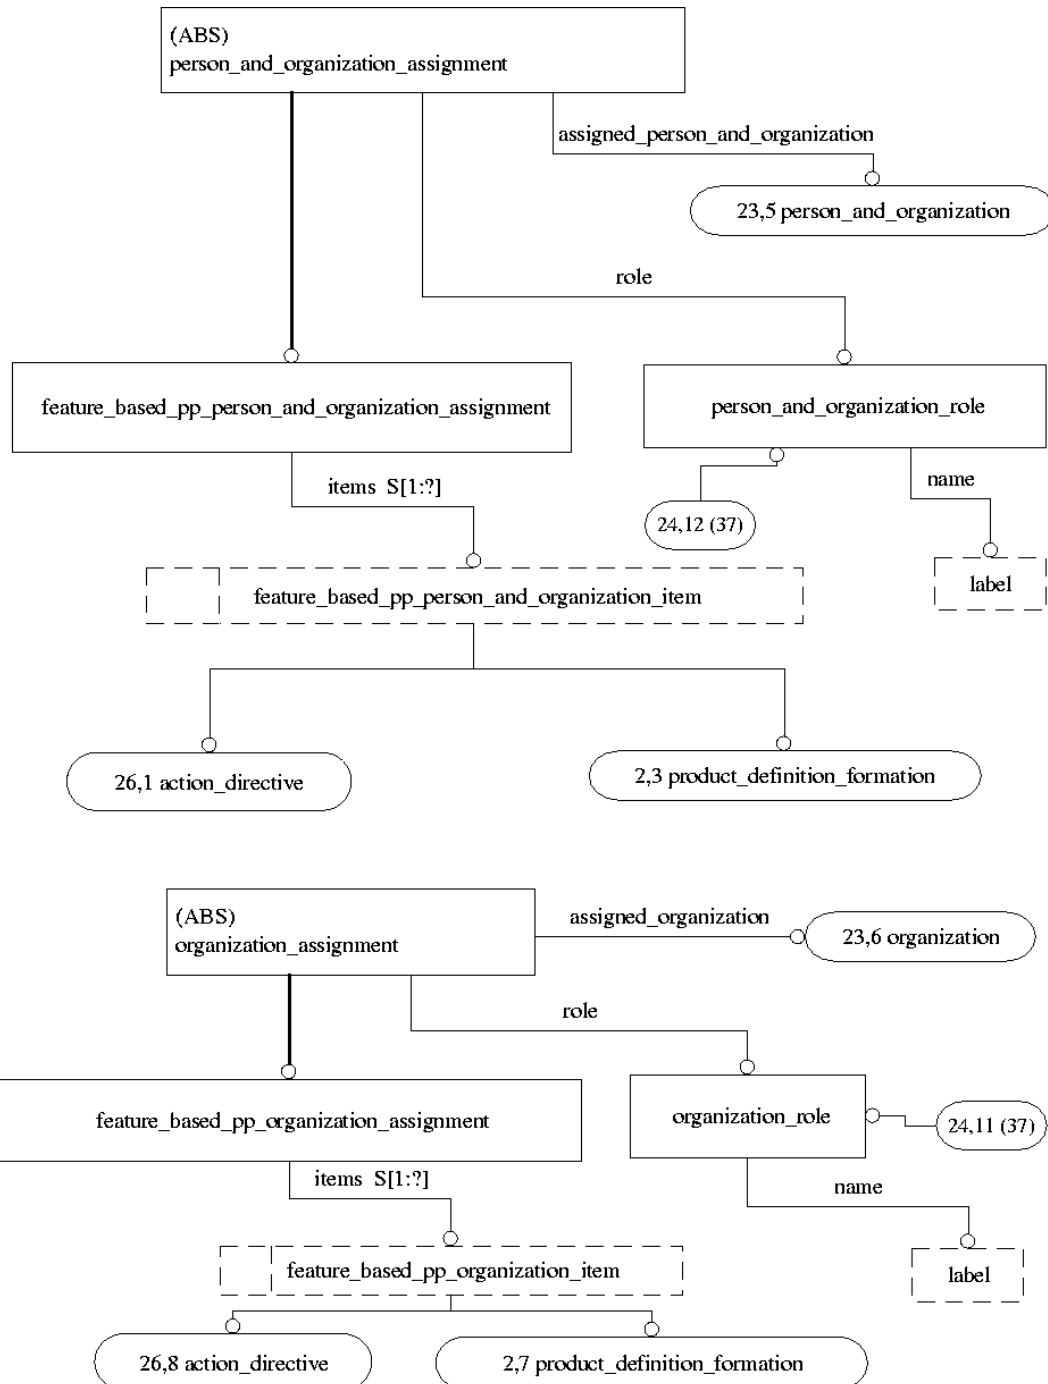 (ABS)
person_and_organization_assignment
assigned_person_and_organization
23,5 person_and_organization
role
feature_based_pp_person_and_organization_assignment
person_and_organization_role
items S[1:?]
name
24,12 (37)
label
feature_based_pp_person_and_organization_item
26,1 action_directive
2,3 product_definition_formation
(ABS)
organization_assignment
assigned_organization
23,6 organization
role
feature_based_pp_organization_assignment
organization_role
24,11 (37)
items S[1:?]
name
feature_based_pp_organization_item
label
26,8 action_directive
2,7 product_definition_formation